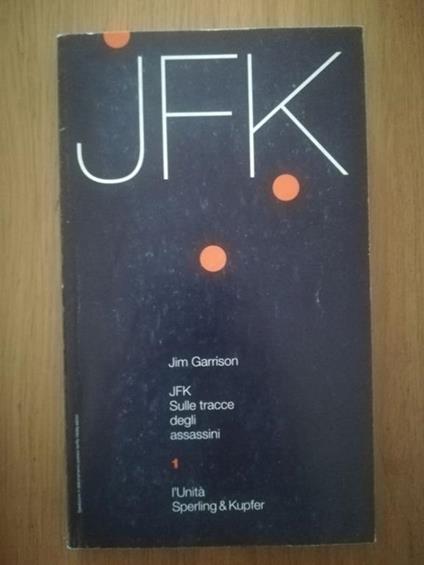 JFK
Jim Garrison
JFK
Sulle tracce
degli
assassini
1
l'Unità
Sperling & Kupfer